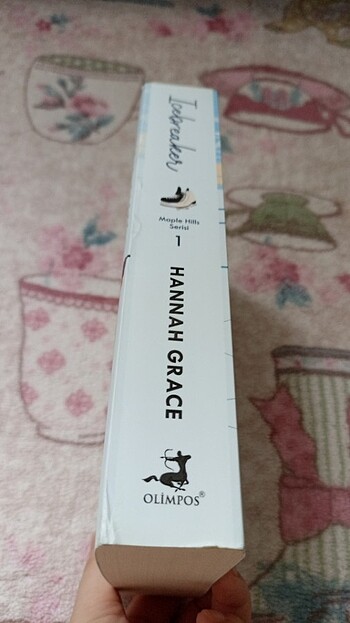 Icebreaker
Maple Hills
Serisi
1
HANNAH GRACE
OLİMPOS®